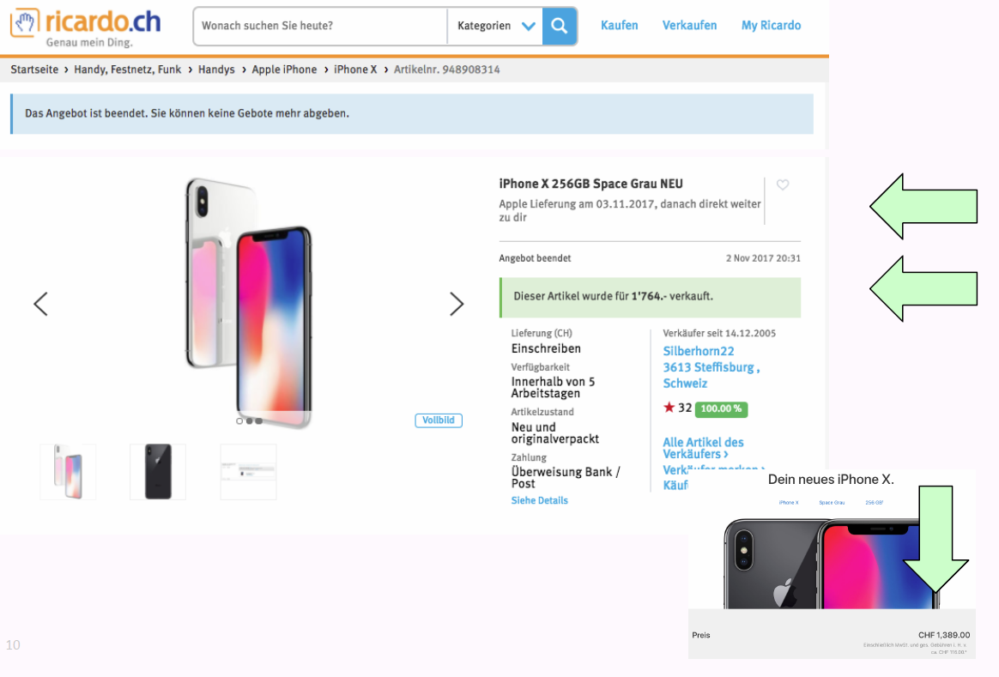 ricardo.ch
Genau mein Ding.
Wonach suchen Sie heute?
Kategorien
Kaufen
Verkaufen
My Ricardo
Startseite › Handy, Festnetz, Funk › Handys › Apple iPhone › iPhone X › Artikelnr. 948908314
Das Angebot ist beendet. Sie können keine Gebote mehr abgeben.
iPhone X 256GB Space Grau NEU
Apple Lieferung am 03.11.2017, danach direkt weiter
zu dir
Angebot beendet
2 Nov 2017 20:31
Dieser Artikel wurde für 1'764.- verkauft.
Lieferung (CH)
Einschreiben
Verfügbarkeit
Innerhalb von 5
Arbeitstagen
Artikelzustand
Neu und
originalverpackt
Zahlung
Überweisung Bank /
Post
Siehe Details
Verkäufer seit 14.12.2005
Silberhorn22
3613 Steffisburg ,
Schweiz
32 100.00 %
Alle Artikel des
Verkäufers ›
Verkäufer merken ›
Käuf
Vollbild
Dein neues iPhone X.
iPhone X
Space Grau
256 GB¹
Preis
CHF 1,389.00
Einschließlich MwSt. und ges. Gebühren i. H. v.
ca. CHF 116.00.*
10